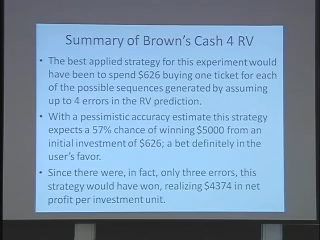 Summary of Brown's Cash 4 RV
• The best applied strategy for this experiment would
have been to spend $626 buying one ticket for each
of the possible sequences generated by assuming
up to 4 errors in the RV prediction.
• With a pessimistic accuracy estimate this strategy
expects a 57% chance of winning $5000 from an
initial investment of $626; a bet definitely in the
user's favor.
• Since there were, in fact, only three errors, this
strategy would have won, realizing $4374 in net
profit per investment unit.